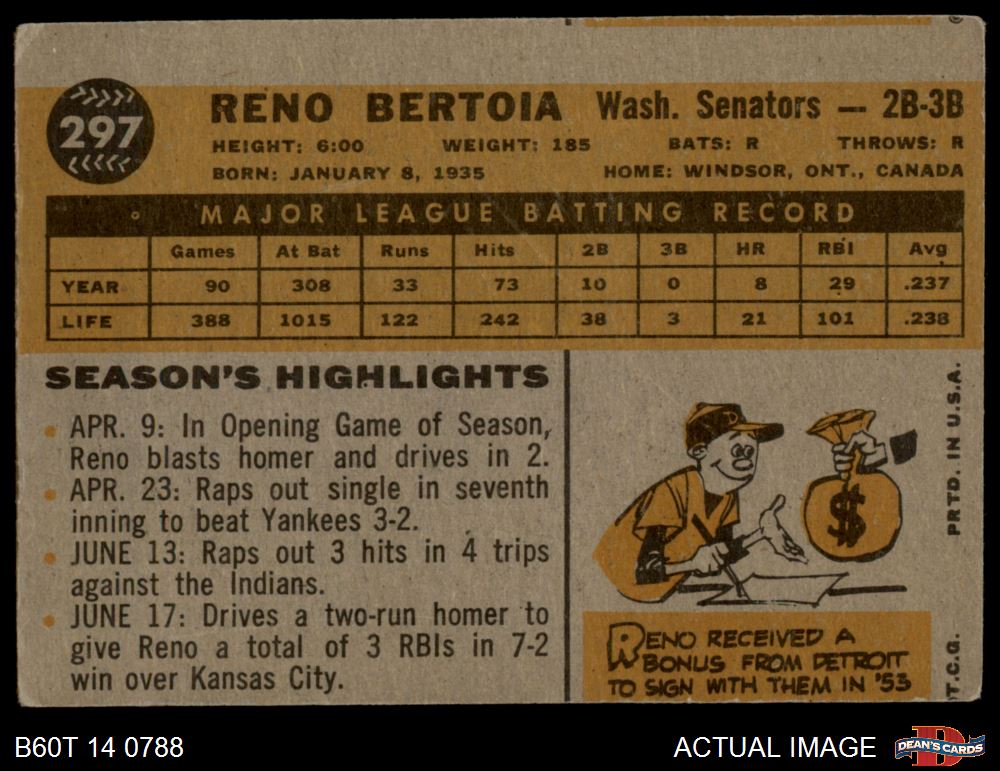 297
RENO BERTOIA Wash. Senators — 2B-3B
HEIGHT: 6:00 WEIGHT: 185 BATS: R THROWS: R
BORN: JANUARY 8, 1935 HOME: WINDSOR, ONT., CANADA
MAJOR LEAGUE BATTING RECORD
Games At Bat Runs Hits 2B 3B HR RBI Avg
YEAR 90 308 33 73 10 0 8 29 .237
LIFE 388 1015 122 242 38 3 21 101 .238
SEASON'S HIGHLIGHTS
• APR. 9: In Opening Game of Season,
Reno blasts homer and drives in 2.
• APR. 23: Raps out single in seventh
inning to beat Yankees 3-2.
• JUNE 13: Raps out 3 hits in 4 trips
against the Indians.
• JUNE 17: Drives a two-run homer to
give Reno a total of 3 RBIs in 7-2
win over Kansas City.
D
$
RENO RECEIVED A
BONUS FROM DETROIT
TO SIGN WITH THEM IN '53
T.C.G. PRTD. IN U.S.A.
©
B60T 14 0788
ACTUAL IMAGE
D
DEAN'S CARDS